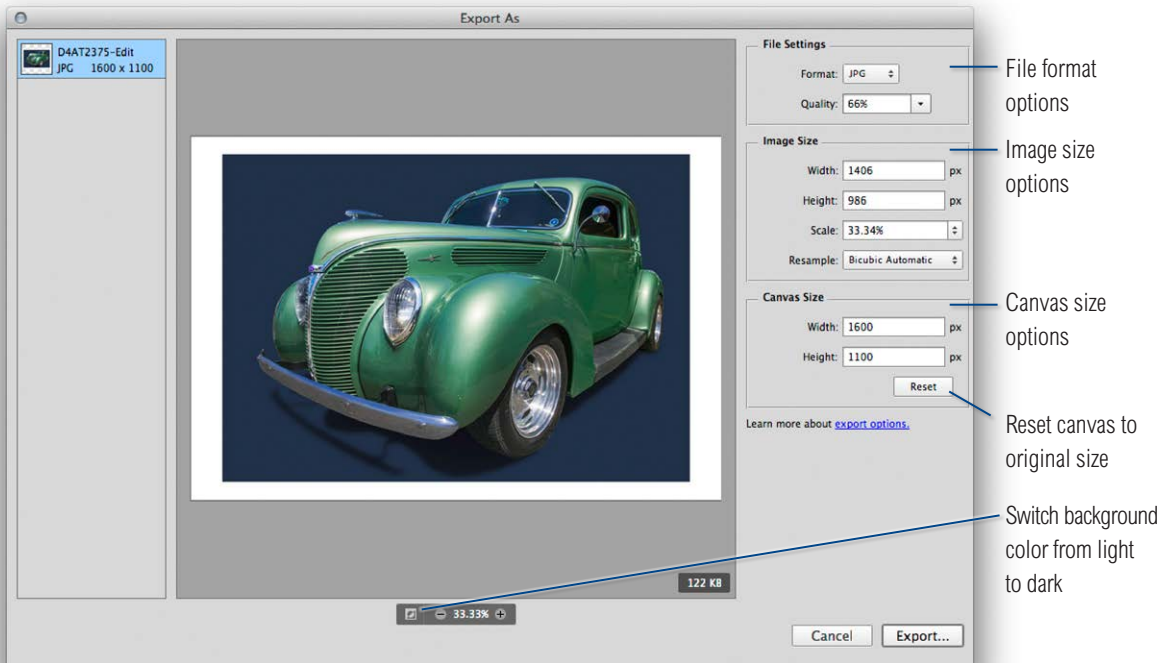 Export As
D4AT2375-Edit
JPG 1600 x 1100
File Settings
Format: JPG
Quality: 66%
Image Size
Width: 1406 px
Height: 986 px
Scale: 33.34%
Resample: Bicubic Automatic
Canvas Size
Width: 1600 px
Height: 1100 px
Reset
Learn more about export options.
122 KB
33.33%
Cancel
Export...
File format
options
Image size
options
Canvas size
options
Reset canvas to
original size
Switch background
color from light
to dark